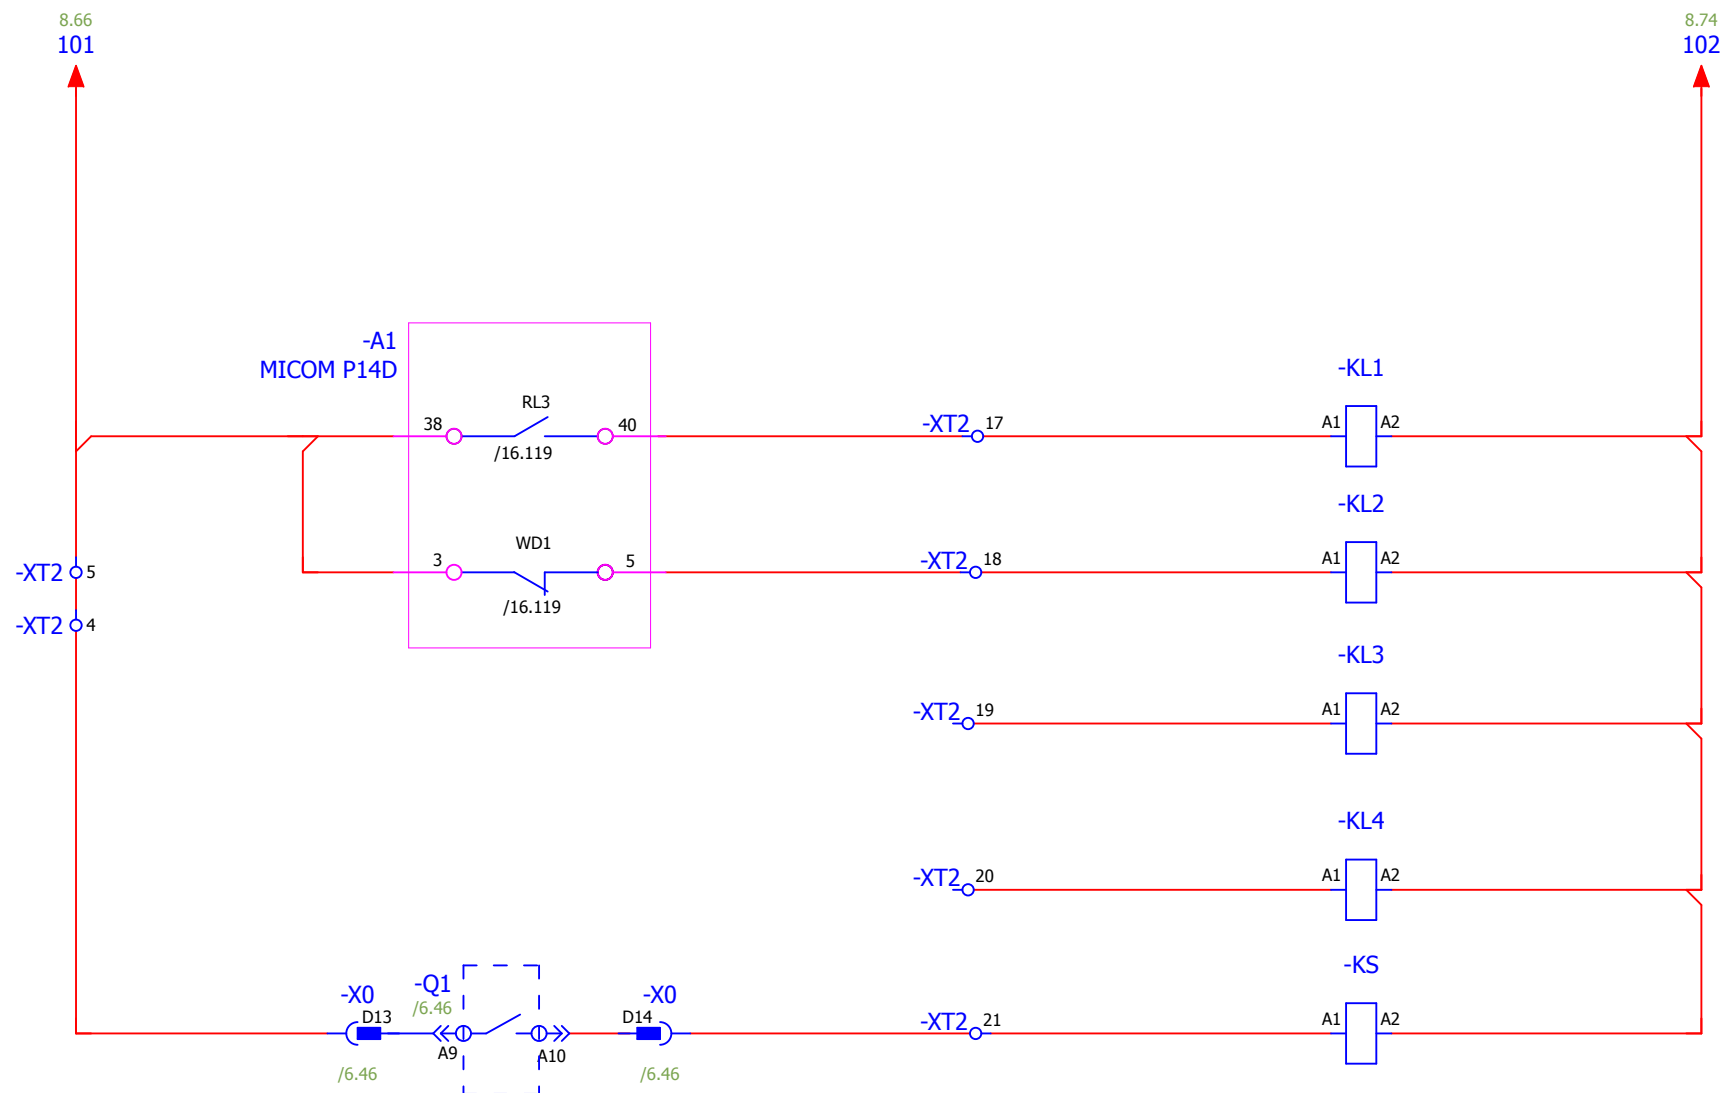 8.66
101
8.74
102
-A1
MICOM P14D
RL3
38
40
/16.119
-XT2 17
-KL1
A1 A2
WD1
3
5
/16.119
-XT2 18
-KL2
A1 A2
-XT2 5
-XT2 4
-XT2 19
-KL3
A1 A2
-XT2 20
-KL4
A1 A2
-X0
D13
/6.46
-Q1
/6.46
A9
A10
-X0
D14
/6.46
-XT2 21
-KS
A1 A2